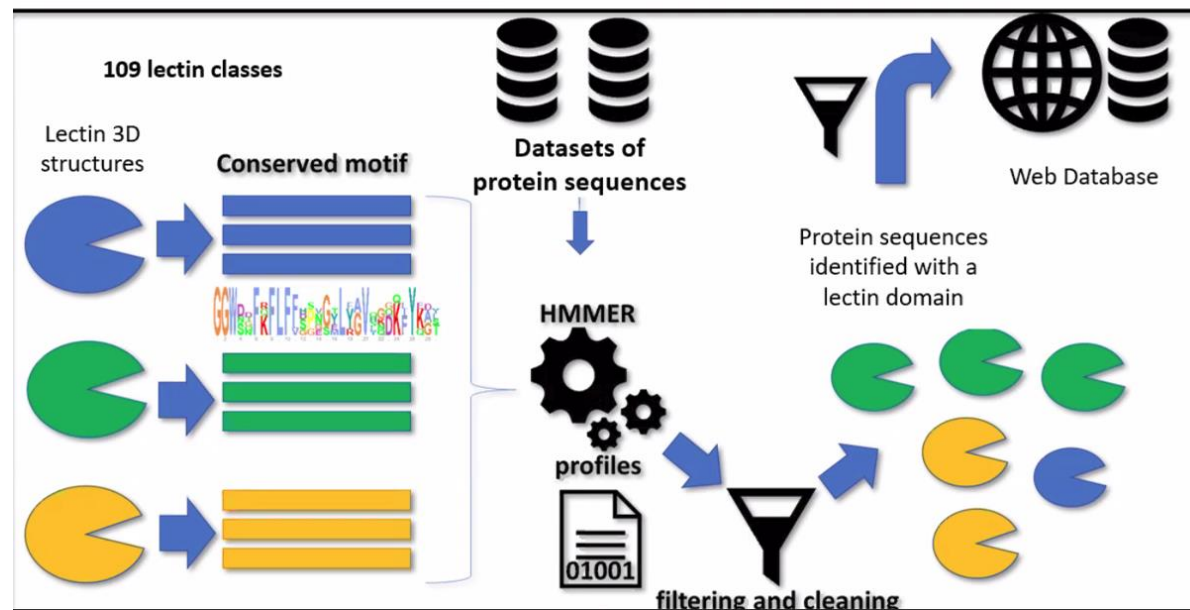 109 lectin classes
Lectin 3D
structures
Conserved motif
Datasets of
protein sequences
HMMER
profiles
01001
filtering and cleaning
Protein sequences
identified with a
lectin domain
Web Database